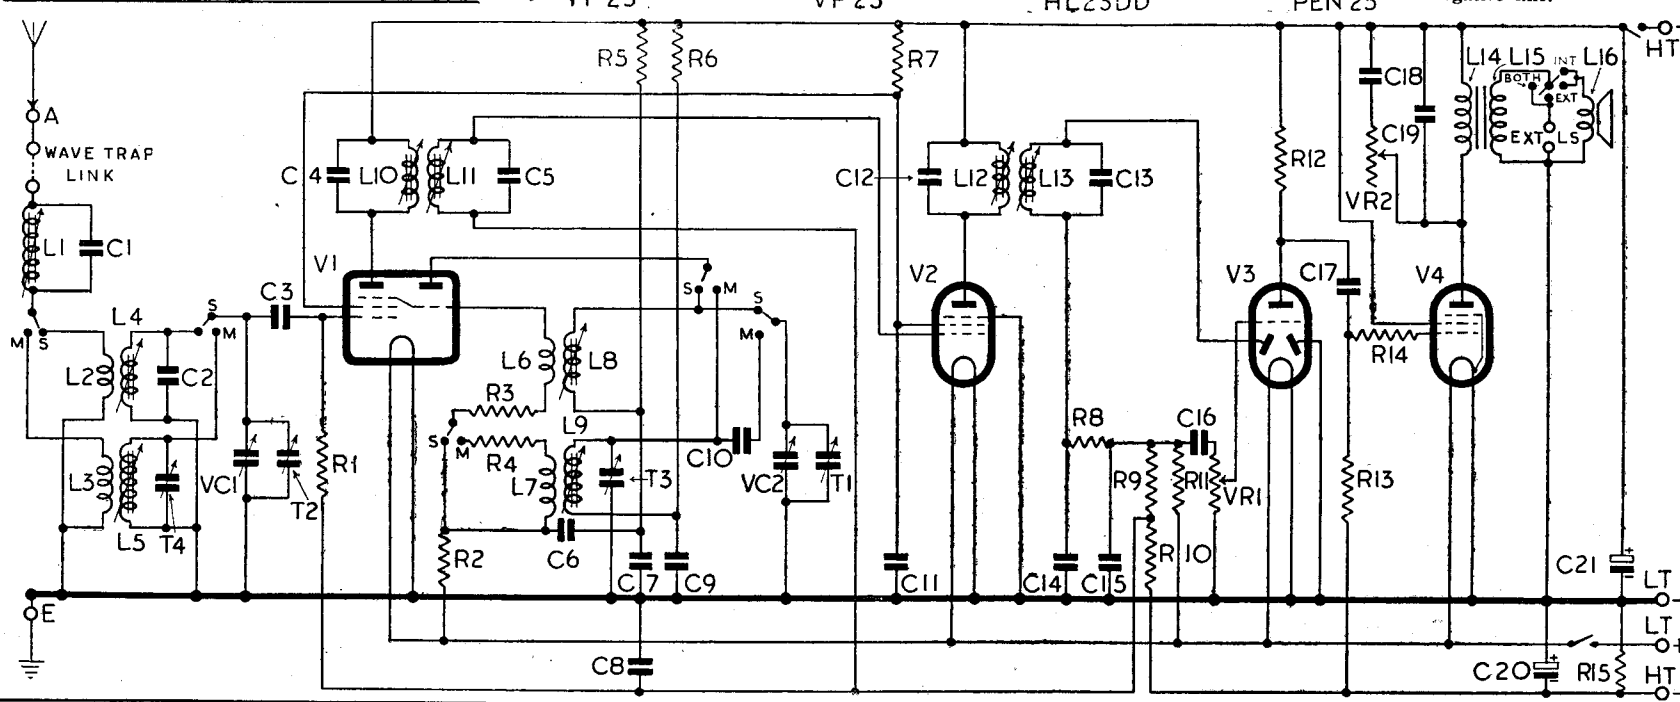 VP 23
HL23DD
PEN 25
R5
R6
R7
HT
A
WAVE TRAP
LINK
L1
C1
C4
L10
L11
C5
C12
L12
L13
C13
R12
C18
C19
VR2
L14
L15
INT
L16
BOTH
EXT
EXT
LS
V1
V2
V3
C17
V4
R14
C3
S
M
S
L4
L2
C2
S
M
L3
L5
T4
VC1
T2
R1
L6
L8
R3
L9
S
M
R4
L7
T3
S
M
S
M
C10
VC2
T1
R2
C6
C7
C9
C8
C11
R8
C16
R9
R11
VR1
R10
C14
C15
R13
C21
+
-
LT
-
LT
+
C20
+
-
R15
HT
-
E